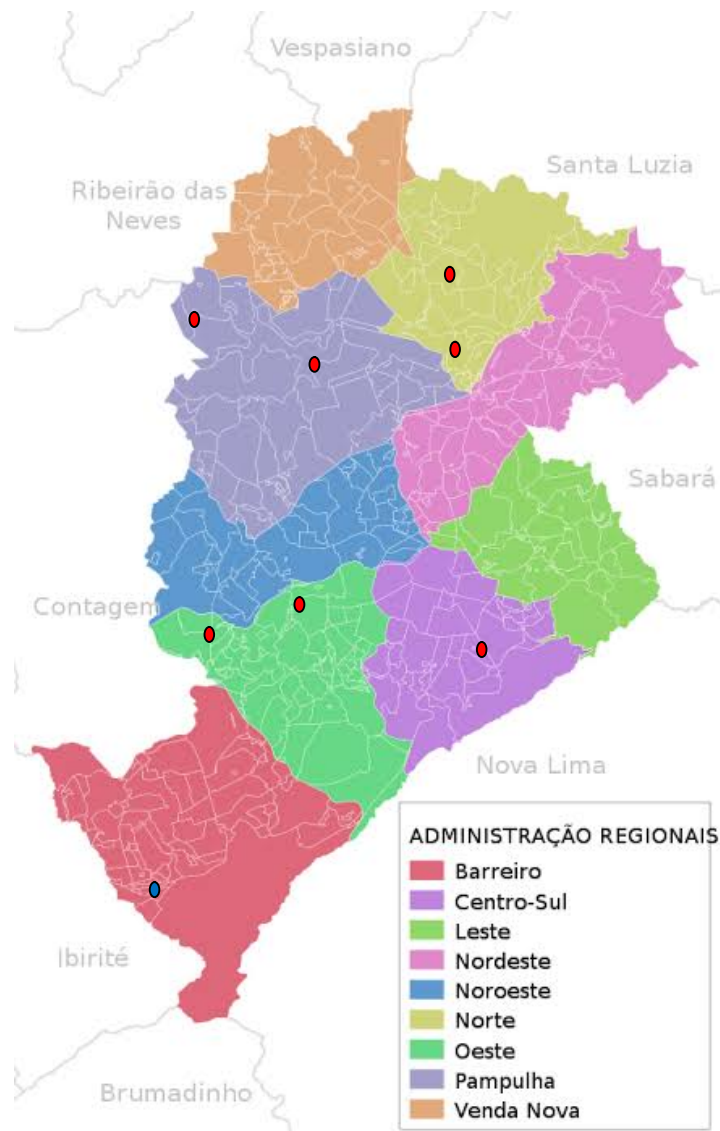 Vespasiano
Santa Luzia
Ribeirão das
Neves
Sabará
Contagem
Nova Lima
ADMINISTRAÇÃO REGIONAIS
Barreiro
Centro-Sul
Leste
Nordeste
Noroeste
Norte
Oeste
Pampulha
Venda Nova
Ibirité
Brumadinho